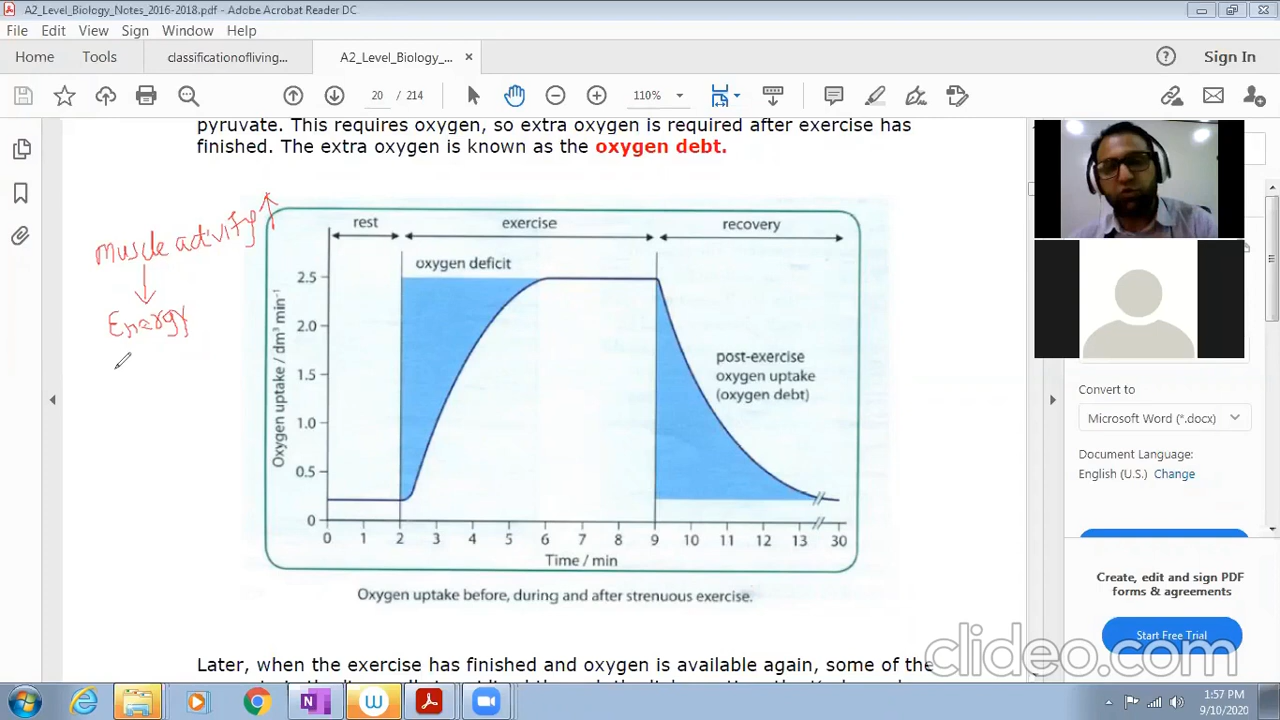 A2_Level_Biology_Notes_2016-2018.pdf - Adobe Acrobat Reader DC
File Edit View Sign Window Help
Home Tools classificationofliving... A2_Level_Biology_... ×
Sign In
20 / 214
110%
pyruvate. This requires oxygen, so extra oxygen is required after exercise has
finished. The extra oxygen is known as the oxygen debt.
Muscle activity ↑
Energy
rest exercise recovery
oxygen deficit
post-exercise
oxygen uptake
(oxygen debt)
Oxygen uptake / dm³ min⁻¹
2.5
2.0
1.5
1.0
0.5
0
0 1 2 3 4 5 6 7 8 9 10 11 12 13 30
Time / min
Oxygen uptake before, during and after strenuous exercise.
Later, when the exercise has finished and oxygen is available again, some of the
Convert to
Microsoft Word (*.docx)
Document Language:
English (U.S.) Change
Create, edit and sign PDF
forms & agreements
Start Free Trial
clideo.com
1:57 PM
9/10/2020